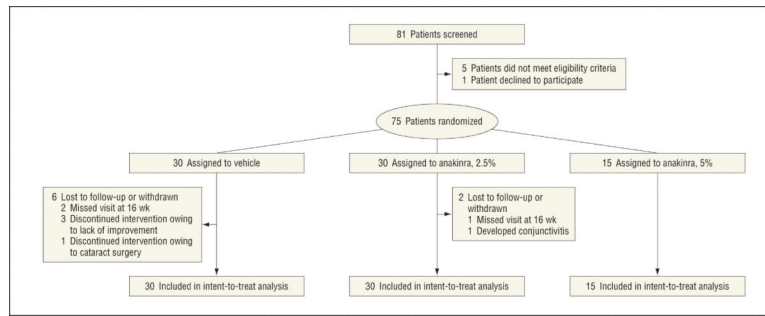 81 Patients screened
5 Patients did not meet eligibility criteria
1 Patient declined to participate
75 Patients randomized
30 Assigned to vehicle
30 Assigned to anakinra, 2.5%
15 Assigned to anakinra, 5%
6 Lost to follow-up or withdrawn
2 Missed visit at 16 wk
3 Discontinued intervention owing
to lack of improvement
1 Discontinued intervention owing
to cataract surgery
2 Lost to follow-up or
withdrawn
1 Missed visit at 16 wk
1 Developed conjunctivitis
30 Included in intent-to-treat analysis
30 Included in intent-to-treat analysis
15 Included in intent-to-treat analysis